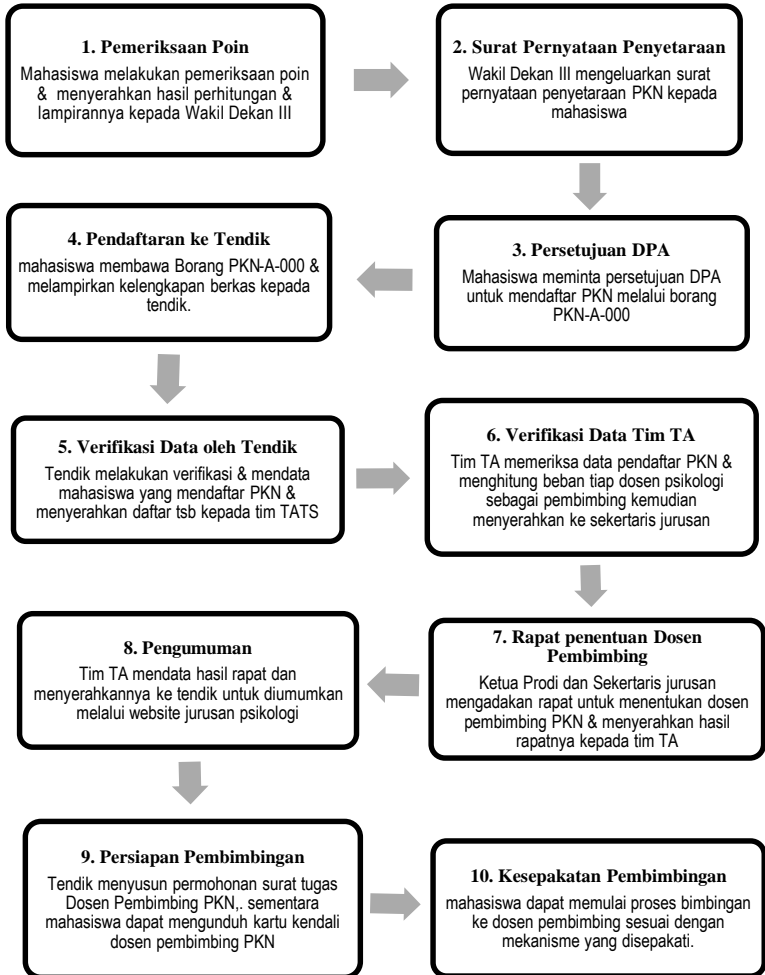 1. Pemeriksaan Poin
Mahasiswa melakukan pemeriksaan poin
& menyerahkan hasil perhitungan &
lampirannya kepada Wakil Dekan III
2. Surat Pernyataan Penyetaraan
Wakil Dekan III mengeluarkan surat
pernyataan penyetaraan PKN kepada
mahasiswa
3. Persetujuan DPA
Mahasiswa meminta persetujuan DPA
untuk mendaftar PKN melalui borang
PKN-A-000
4. Pendaftaran ke Tendik
mahasiswa membawa Borang PKN-A-000 &
melampirkan kelengkapan berkas kepada
tendik.
5. Verifikasi Data oleh Tendik
Tendik melakukan verifikasi & mendata
mahasiswa yang mendaftar PKN &
menyerahkan daftar tsb kepada tim TATS
6. Verifikasi Data Tim TA
Tim TA memeriksa data pendaftar PKN &
menghitung beban tiap dosen psikologi
sebagai pembimbing kemudian
menyerahkan ke sekertaris jurusan
7. Rapat penentuan Dosen
Pembimbing
Ketua Prodi dan Sekertaris jurusan
mengadakan rapat untuk menentukan dosen
pembimbing PKN & menyerahkan hasil
rapatnya kepada tim TA
8. Pengumuman
Tim TA mendata hasil rapat dan
menyerahkannya ke tendik untuk diumumkan
melalui website jurusan psikologi
9. Persiapan Pembimbingan
Tendik menyusun permohonan surat tugas
Dosen Pembimbing PKN,. sementara
mahasiswa dapat mengunduh kartu kendali
dosen pembimbing PKN
10. Kesepakatan Pembimbingan
mahasiswa dapat memulai proses bimbingan
ke dosen pembimbing sesuai dengan
mekanisme yang disepakati.